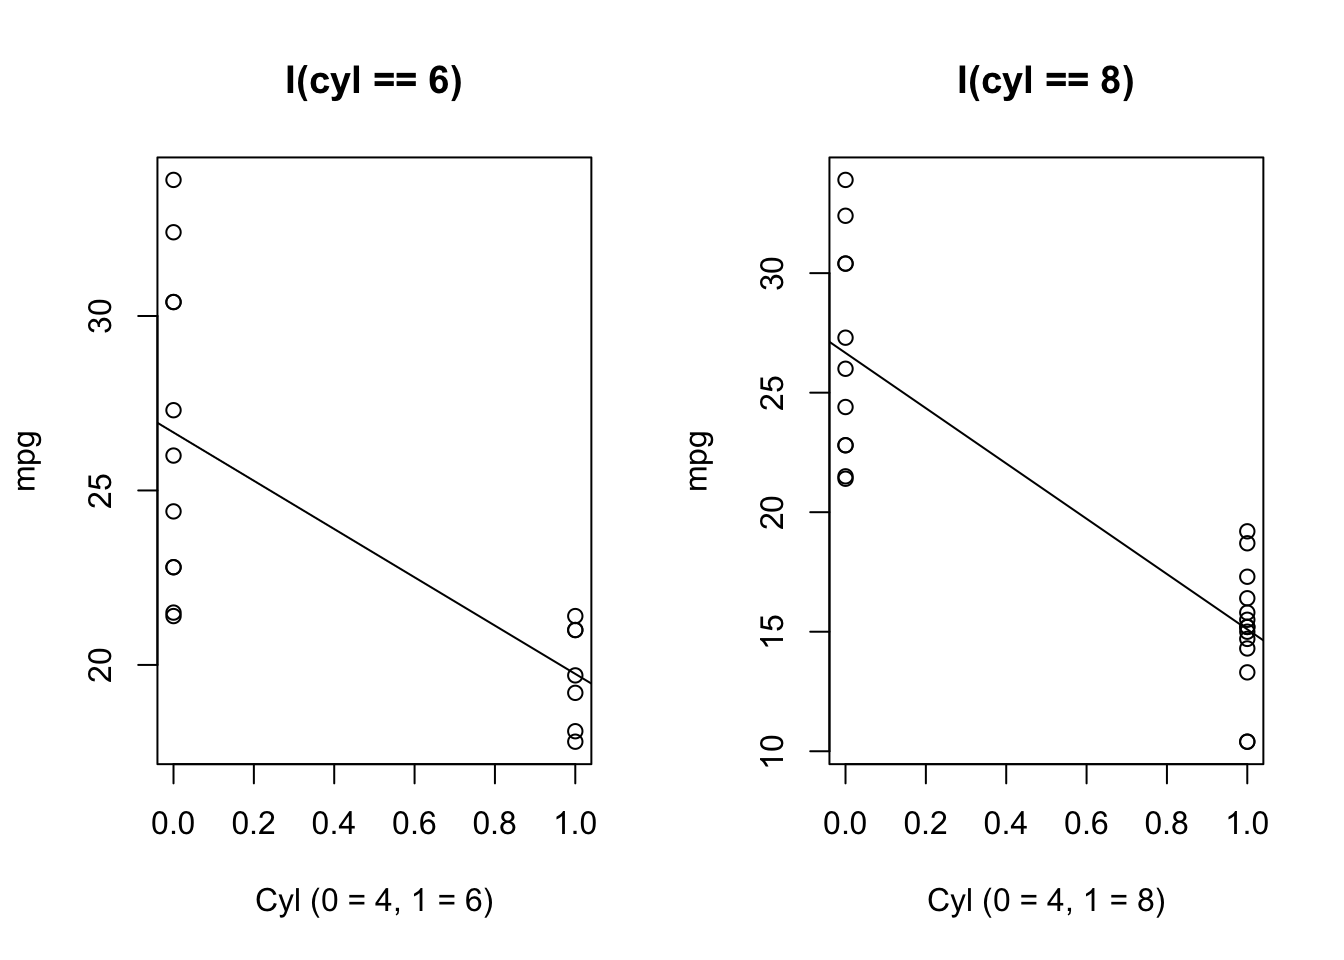 I(cyl == 6)
mpg
30
25
20
0.0 0.2 0.4 0.6 0.8 1.0
Cyl (0 = 4, 1 = 6)
I(cyl == 8)
mpg
30
25
20
15
10
0.0 0.2 0.4 0.6 0.8 1.0
Cyl (0 = 4, 1 = 8)